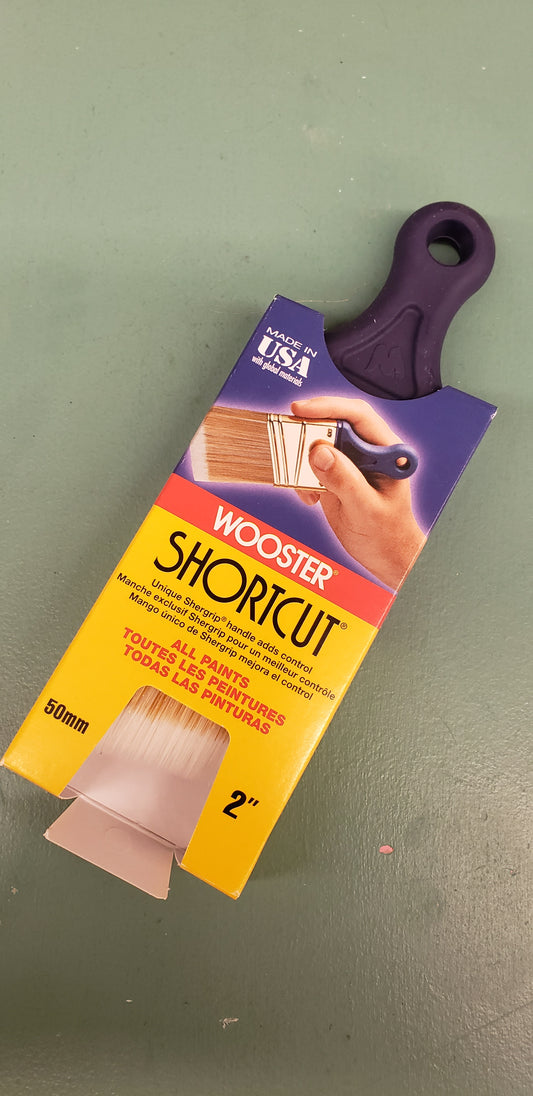 MADE IN
USA
with global materials
WOOSTER®
SHORTCUT®
Unique Shergrip® handle adds control
Manche exclusif Shergrip pour un meilleur contrôle
Mango único de Shergrip mejora el control
ALL PAINTS
TOUTES LES PEINTURES
TODAS LAS PINTURAS
50mm
2"